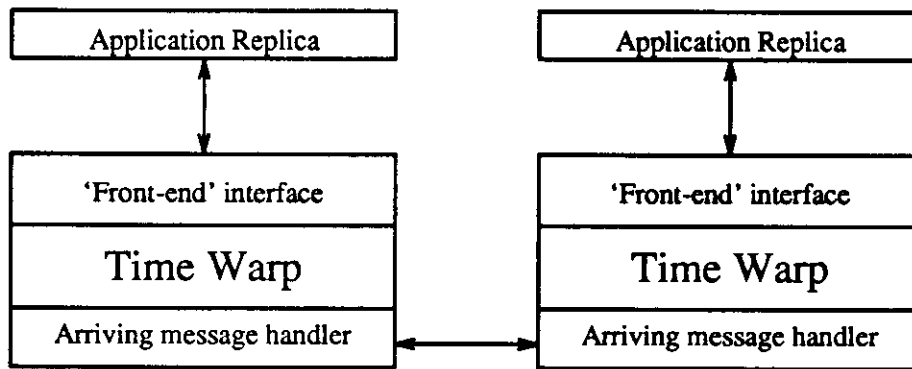 Application Replica
Application Replica
'Front-end' interface
'Front-end' interface
Time Warp
Time Warp
Arriving message handler
Arriving message handler